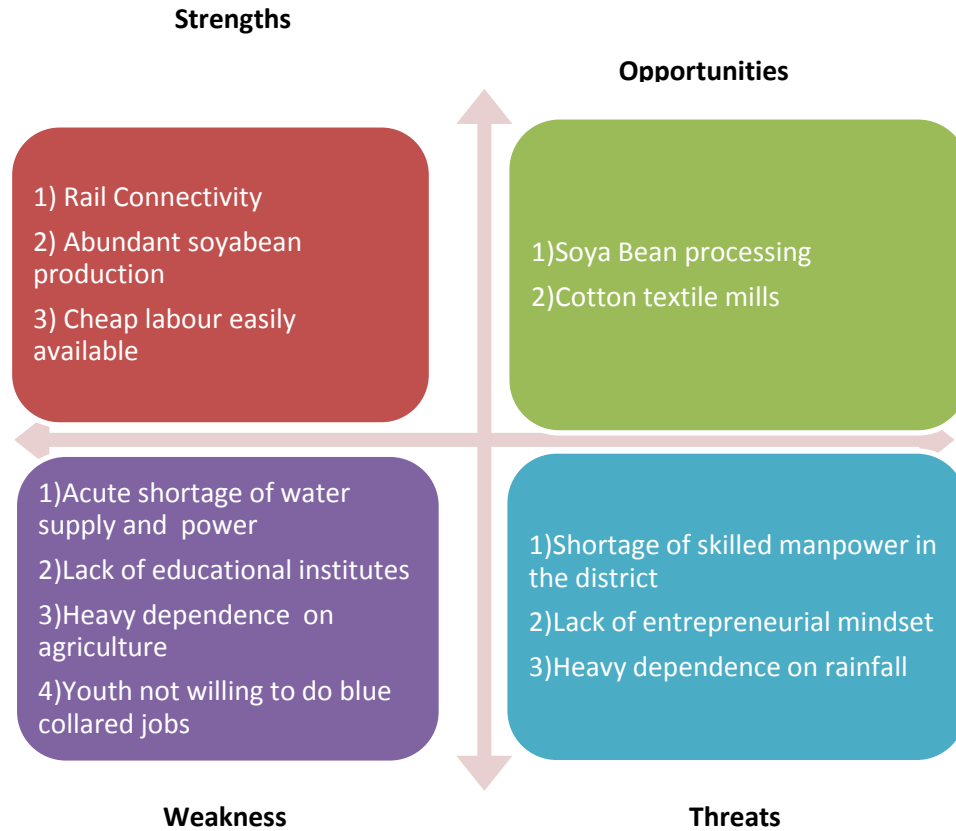 Strengths
Opportunities
1) Rail Connectivity
2) Abundant soyabean
production
3) Cheap labour easily
available
1)Soya Bean processing
2)Cotton textile mills
1)Acute shortage of water
supply and  power
2)Lack of educational institutes
3)Heavy dependence  on
agriculture
4)Youth not willing to do blue
collared jobs
1)Shortage of skilled manpower in
the district
2)Lack of entrepreneurial mindset
3)Heavy dependence on rainfall
Weakness
Threats